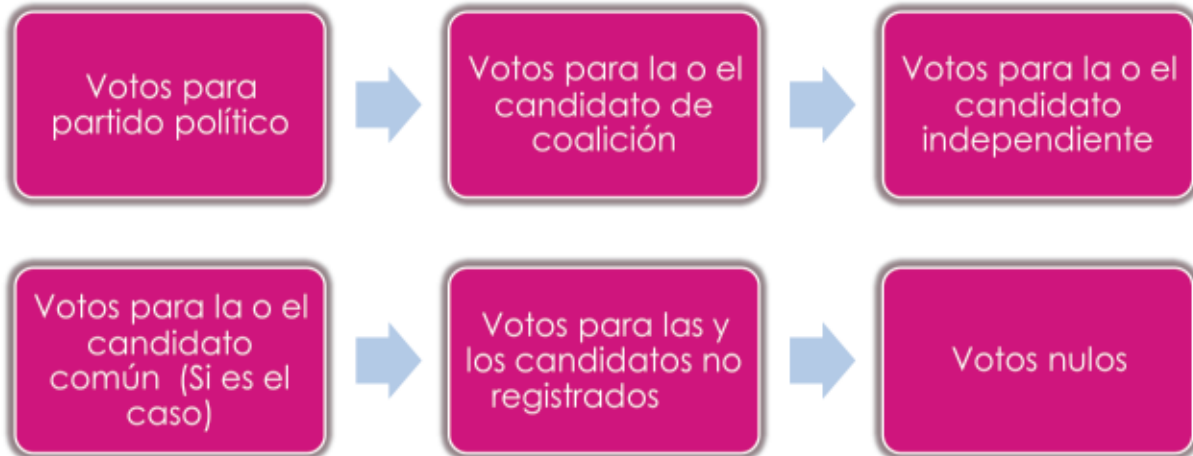 Votos para
partido político
Votos para la o el
candidato de
coalición
Votos para la o el
candidato
independiente
Votos para la o el
candidato
común (Si es el
caso)
Votos para las y
los candidatos no
registrados
Votos nulos